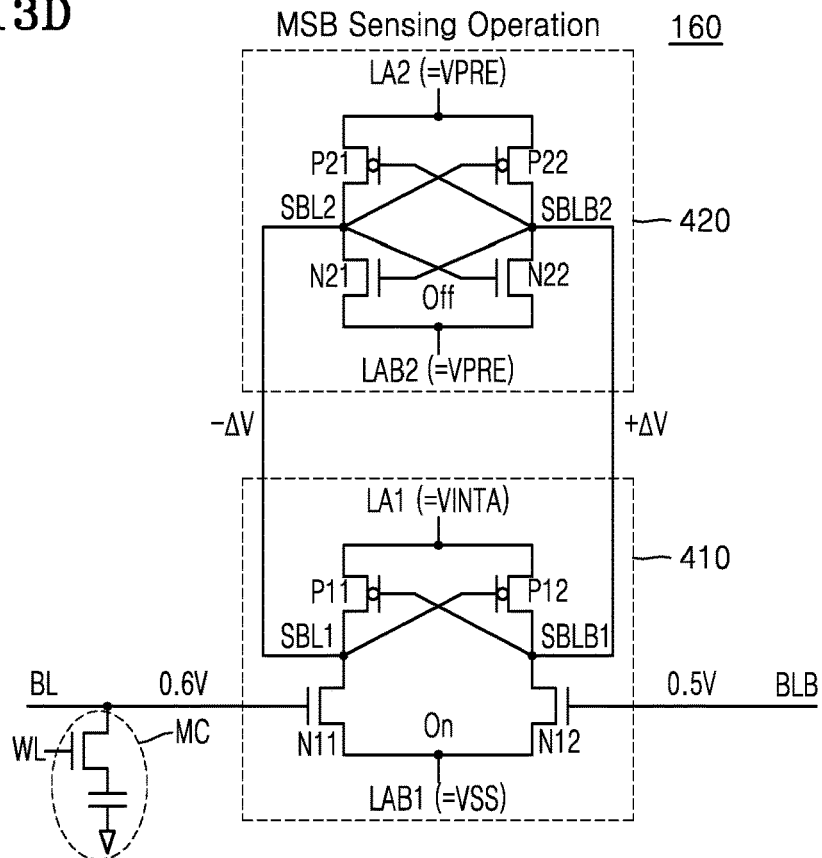 13D
MSB Sensing Operation
160
LA2 (=VPRE)
P21
P22
SBL2
SBLB2
420
N21
N22
Off
LAB2 (=VPRE)
-ΔV
+ΔV
LA1 (=VINTA)
410
P11
P12
SBL1
SBLB1
BL
0.6V
0.5V
BLB
WL
MC
N11
On
N12
LAB1 (=VSS)